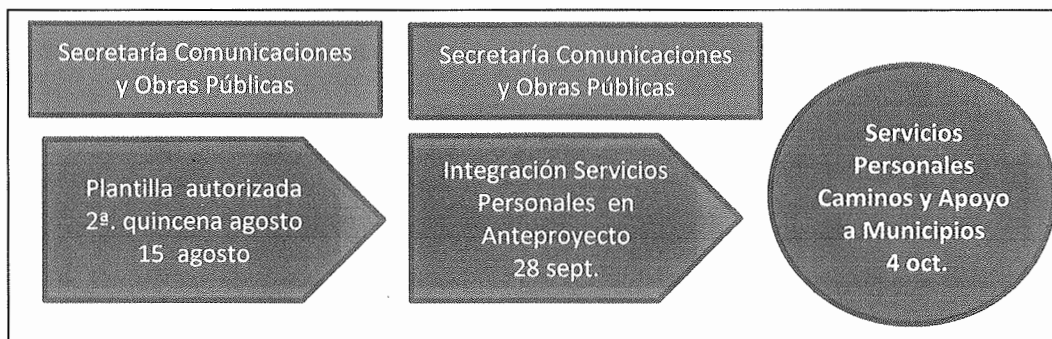 Secretaría Comunicaciones
y Obras Públicas
Plantilla autorizada
2ª. quincena agosto
15 agosto
Secretaría Comunicaciones
y Obras Públicas
Integración Servicios
Personales en
Anteproyecto
28 sept.
Servicios
Personales
Caminos y Apoyo
a Municipios
4 oct.